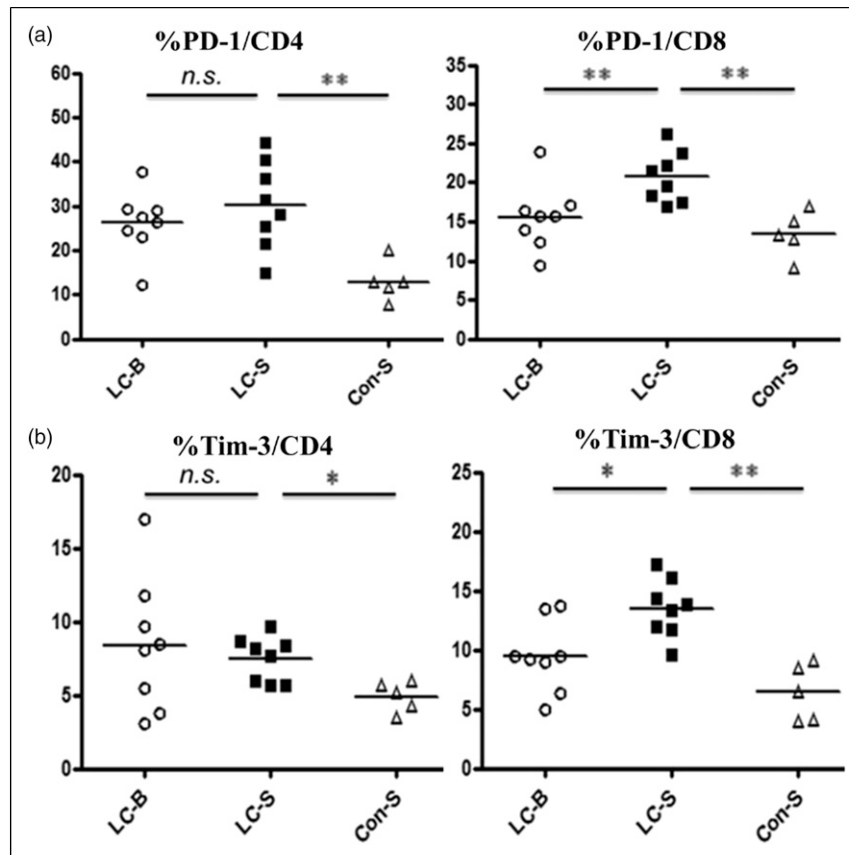 (a)
%PD-1/CD4
%PD-1/CD8
n.s.
**
**
**
60
50
40
30
20
10
0
35
30
25
20
15
10
5
0
LC-B
LC-S
Con-S
LC-B
LC-S
Con-S
(b)
%Tim-3/CD4
%Tim-3/CD8
n.s.
*
*
**
20
15
10
5
0
25
20
15
10
5
0
LC-B
LC-S
Con-S
LC-B
LC-S
Con-S